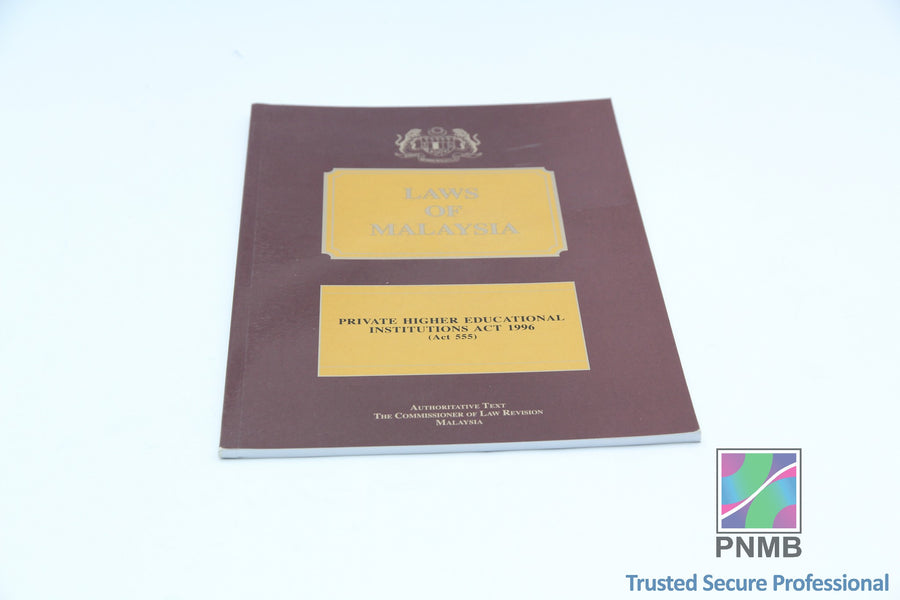 LAWS
OF
MALAYSIA
PRIVATE HIGHER EDUCATIONAL
INSTITUTIONS ACT 1996
(Act 555)
AUTHORITATIVE TEXT
THE COMMISSIONER OF LAW REVISION
MALAYSIA
PNMB
Trusted Secure Professional